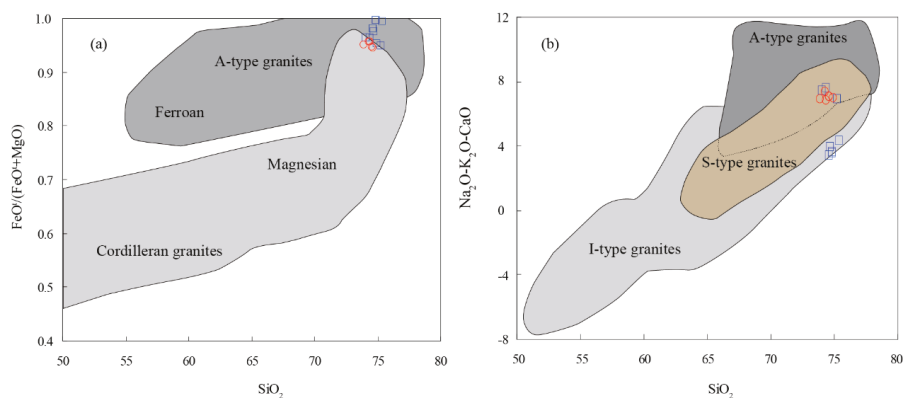 (a)
A-type granites
Ferroan
Magnesian
Cordilleran granites
1.0
0.9
0.8
0.7
0.6
0.5
0.4
50
55
60
65
70
75
80
SiO₂
FeOᵗ/(FeOᵗ+MgO)
(b)
A-type granites
S-type granites
I-type granites
12
8
4
0
-4
-8
50
55
60
65
70
75
80
SiO₂
Na₂O-K₂O-CaO